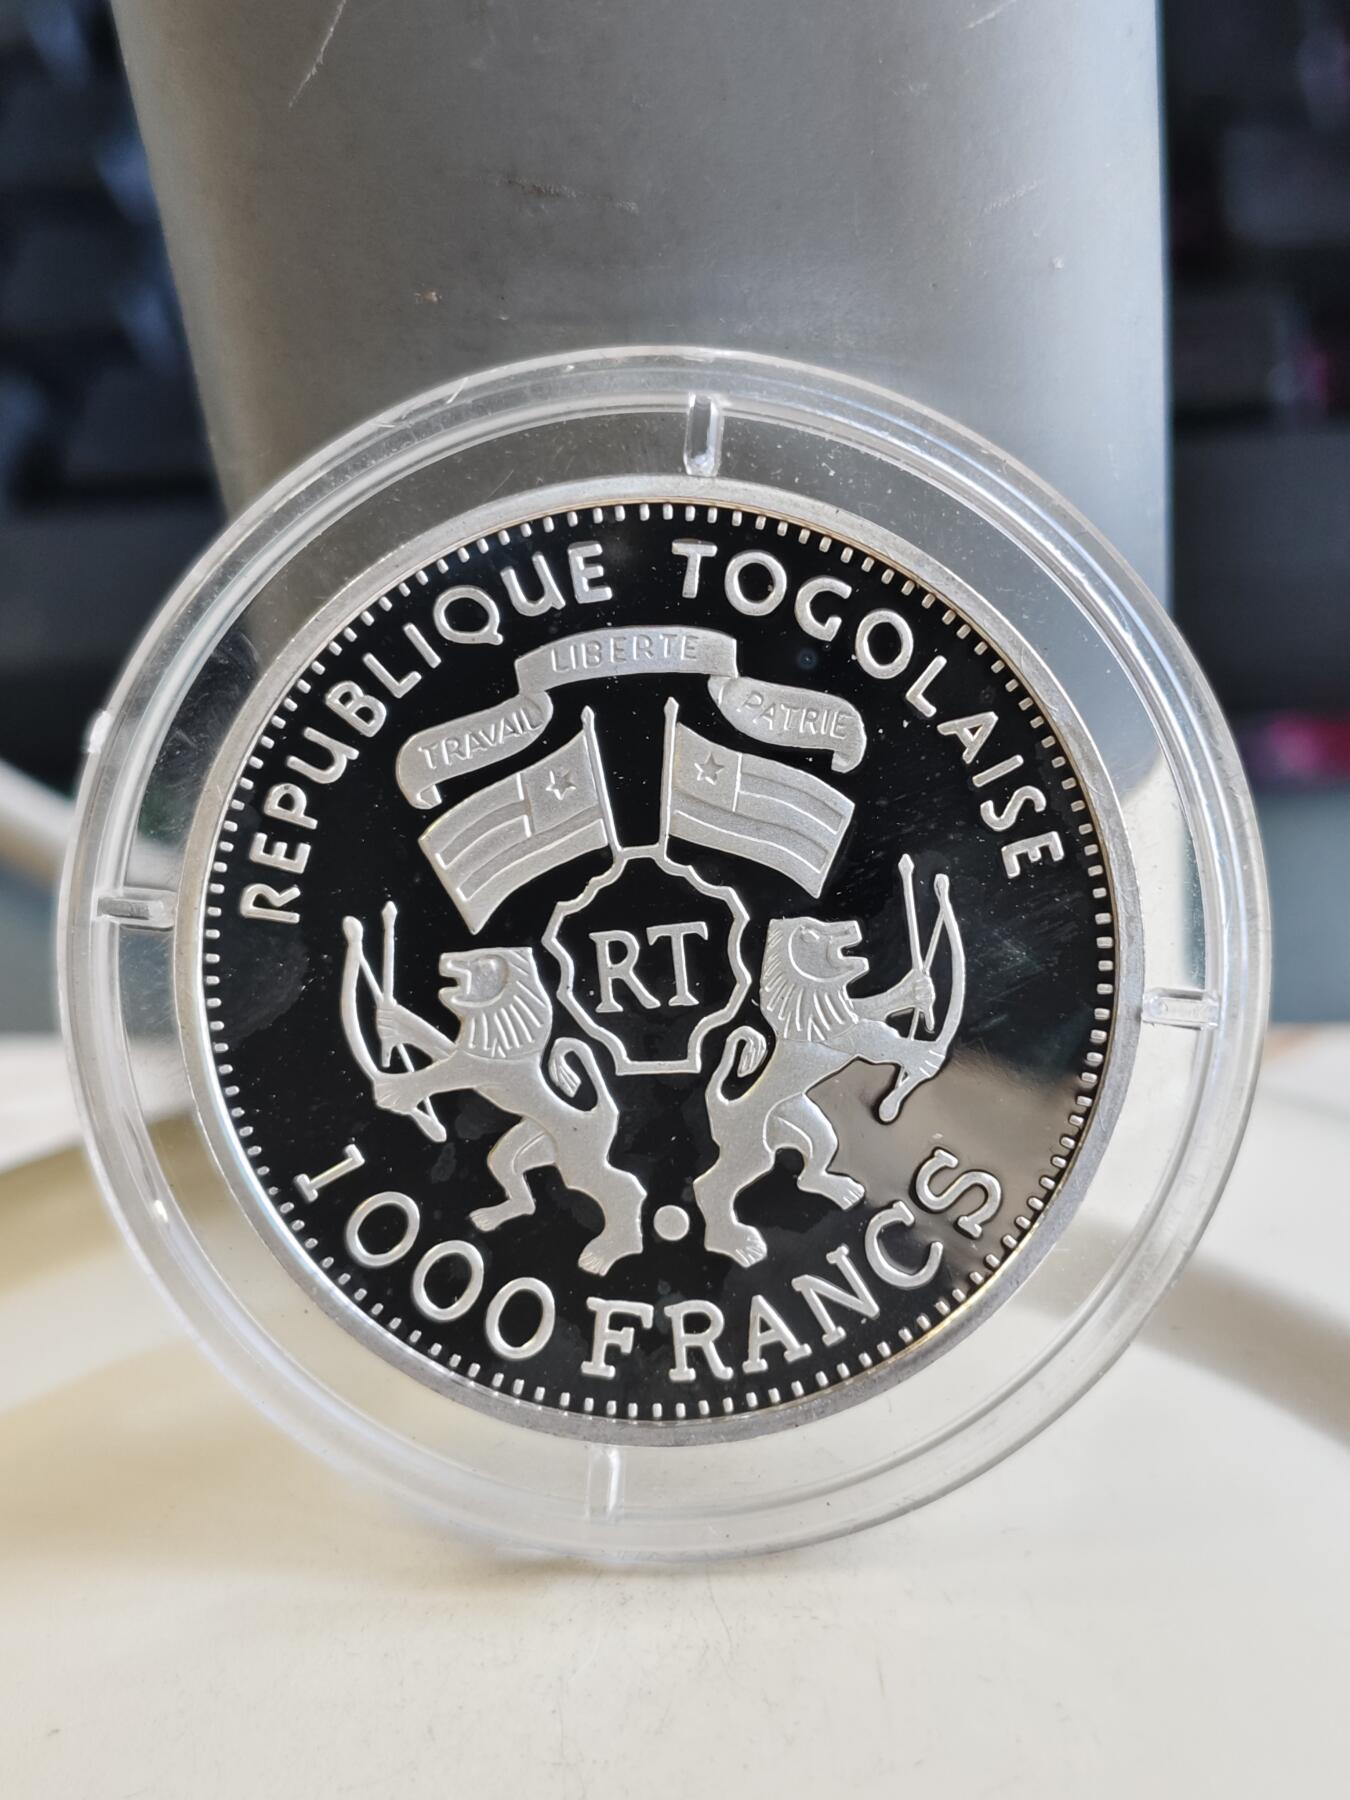 REPUBLIQUE TOGOLAISE
TRAVAIL LIBERTE PATRIE
RT
1000 FRANCS